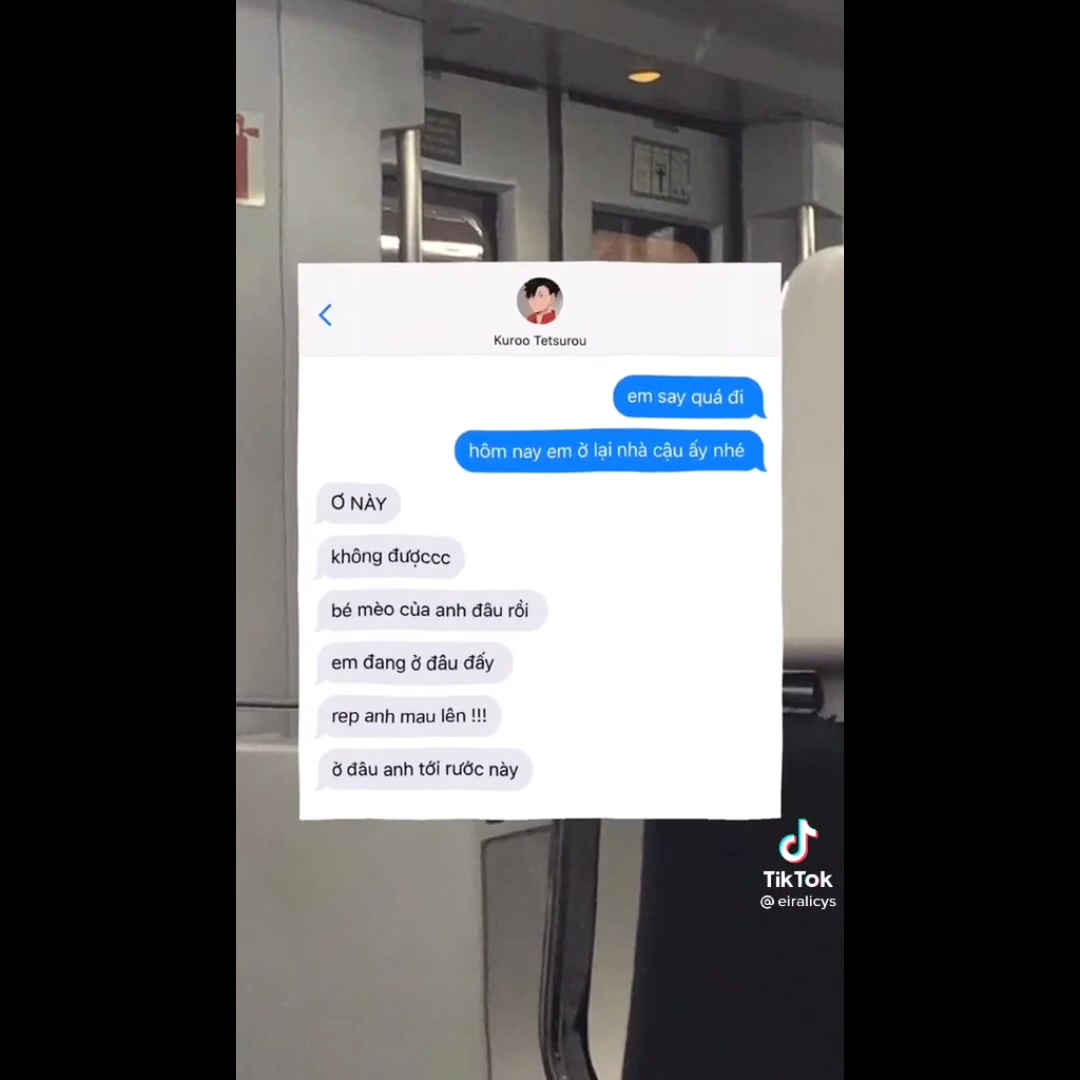 Kuroo Tetsurou
em say quá đi
hôm nay em ở lại nhà cậu ấy nhé
Ơ NÀY
không đượccc
bé mèo của anh đâu rồi
em đang ở đâu đấy
rep anh mau lên !!!
ở đâu anh tới rước này
TikTok
@ eiralicys